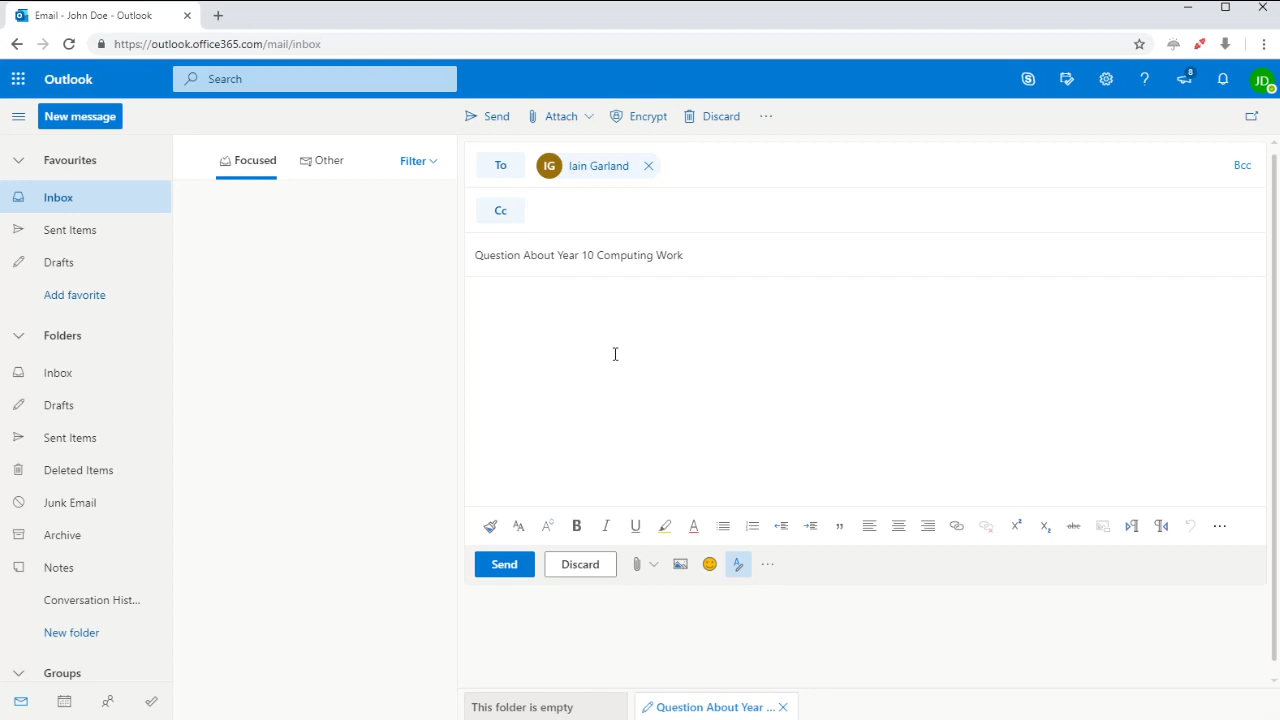 Email - John Doe - Outlook
https://outlook.office365.com/mail/inbox
Outlook
Search
8
JD
New message
Send
Attach
Encrypt
Discard
Favourites
Inbox
Sent Items
Drafts
Add favorite
Folders
Inbox
Drafts
Sent Items
Deleted Items
Junk Email
Archive
Notes
Conversation Hist...
New folder
Groups
Focused
Other
Filter
To
IG
Iain Garland
Bcc
Cc
Question About Year 10 Computing Work
Send
Discard
This folder is empty
Question About Year ...